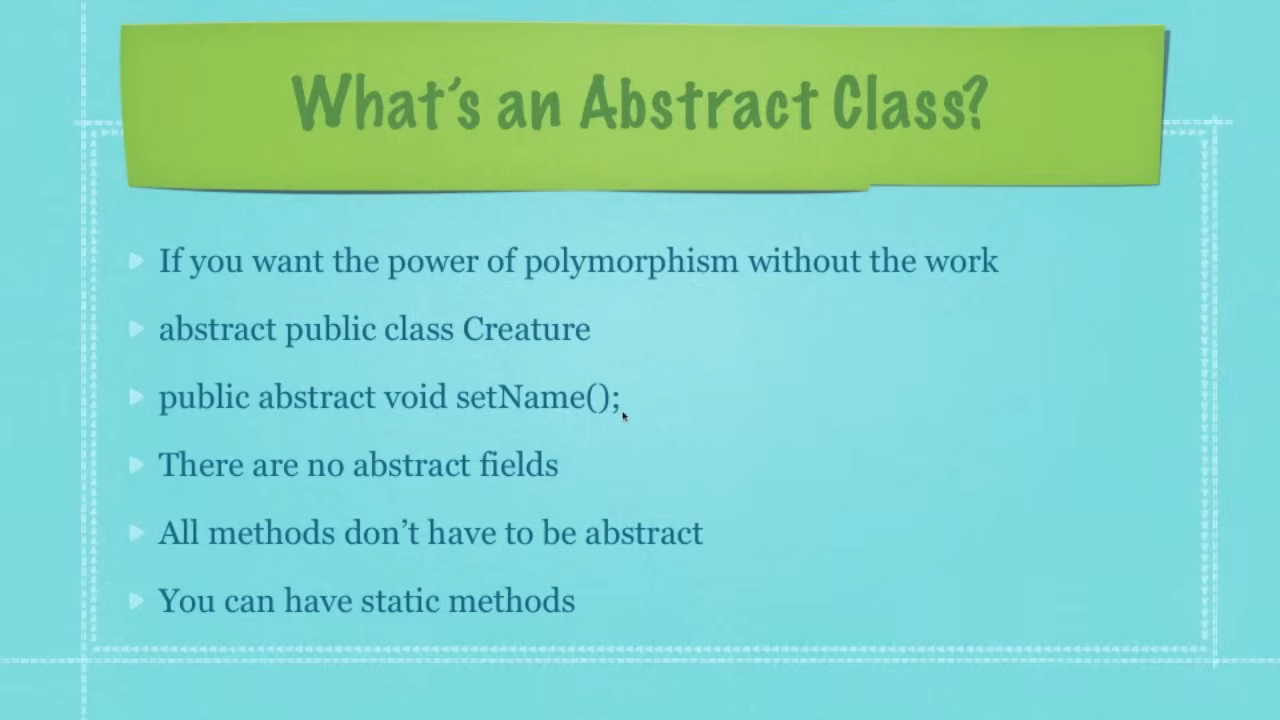 What's an Abstract Class?
If you want the power of polymorphism without the work
abstract public class Creature
public abstract void setName();
There are no abstract fields
All methods don't have to be abstract
You can have static methods